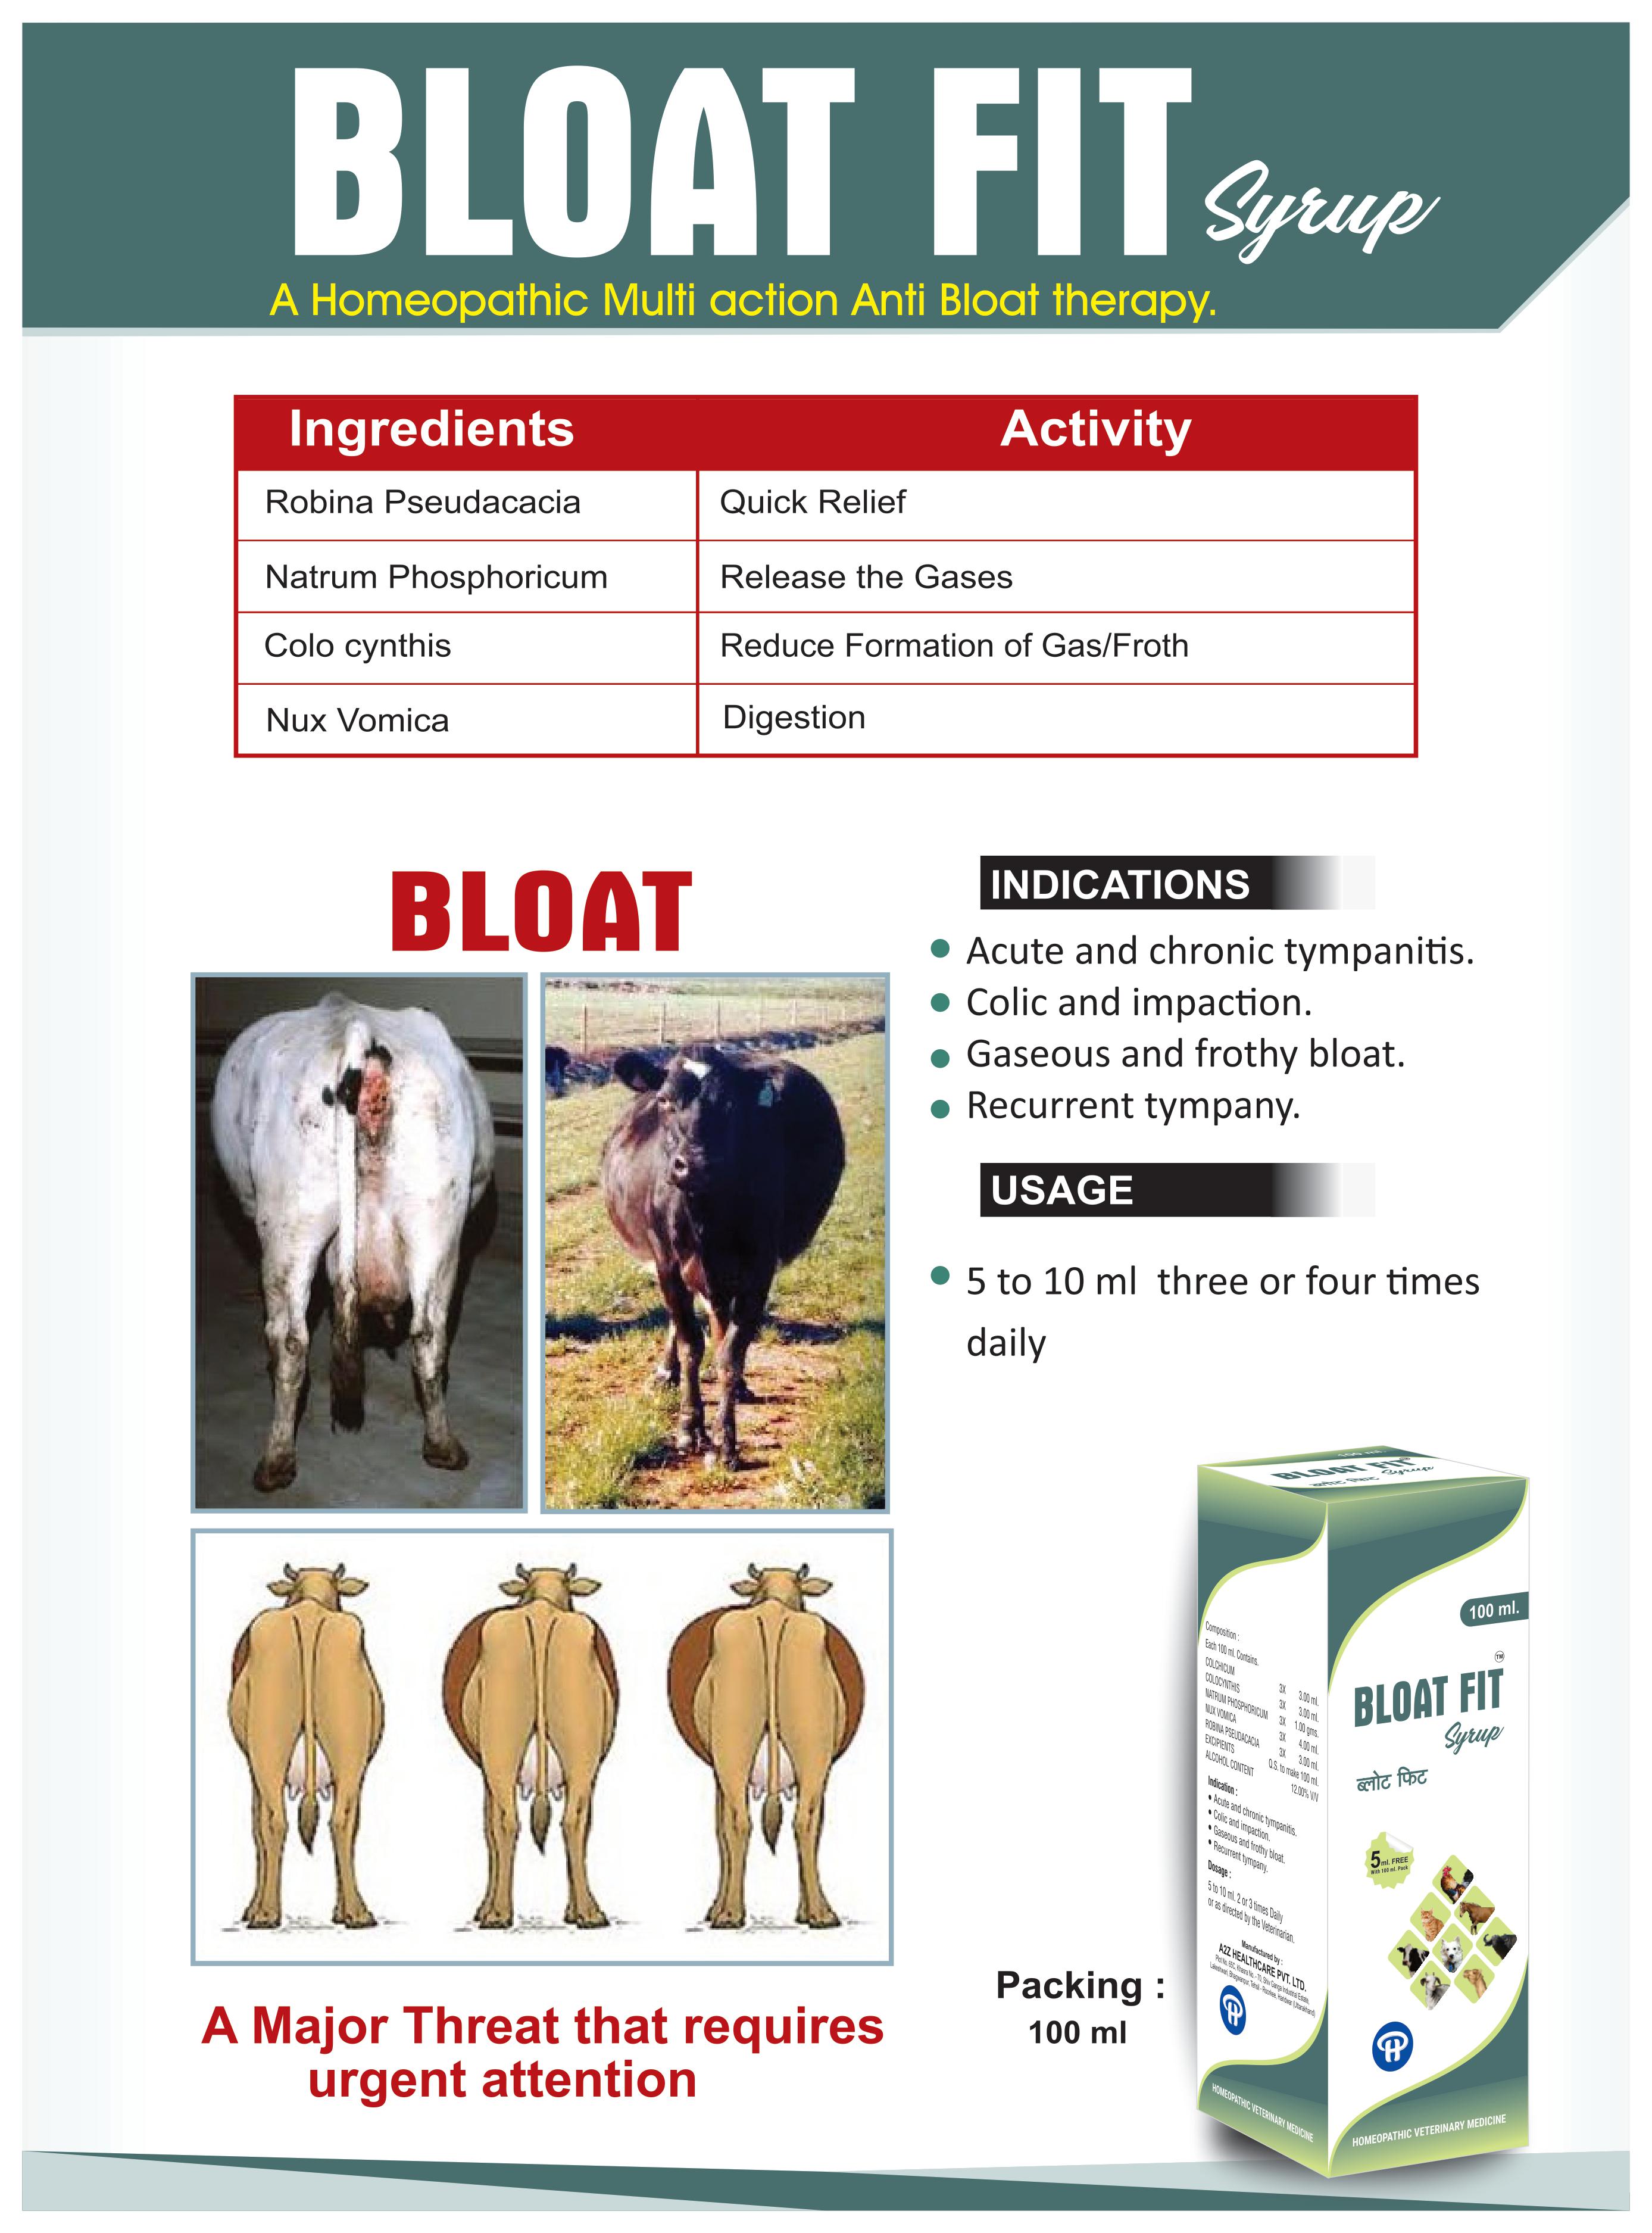 BLOAT FIT Syrup
A Homeopathic Multi action Anti Bloat therapy.
Ingredients Activity
Robina Pseudacacia Quick Relief
Natrum Phosphoricum Release the Gases
Colo cynthis Reduce Formation of Gas/Froth
Nux Vomica Digestion
BLOAT
INDICATIONS
Acute and chronic tympanitis.
Colic and impaction.
Gaseous and frothy bloat.
Recurrent tympany.
USAGE
5 to 10 ml three or four times
daily
A Major Threat that requires
urgent attention
Packing :
100 ml
100 ml.
BLOAT FIT
Syrup
100 ml.
BLOAT FIT TM
Syrup
ब्लोट फिट
5 ml. FREE
With 100 ml. Pack
HOMEOPATHIC VETERINARY MEDICINE
Composition :
Each 100 ml. Contains.
COLCHICUM 3X 3.00 ml.
COLOCYNTHIS 3X 3.00 ml.
NATRUM PHOSPHORICUM 3X 1.00 gms.
NUX VOMICA 3X 4.00 ml.
ROBINA PSEUDACACIA 3X 3.00 ml.
EXCIPIENTS Q.S. to make 100 ml.
ALCOHOL CONTENT 12.00% V/V
Indication :
Acute and chronic tympanitis.
Colic and impaction.
Gaseous and frothy bloat.
Recurrent tympany.
Dosage :
5 to 10 ml. 2 or 3 times Daily
or as directed by the Veterinarian.
Manufactured by :
A2Z HEALTHCARE PVT. LTD.
HOMEOPATHIC VETERINARY MEDICINE